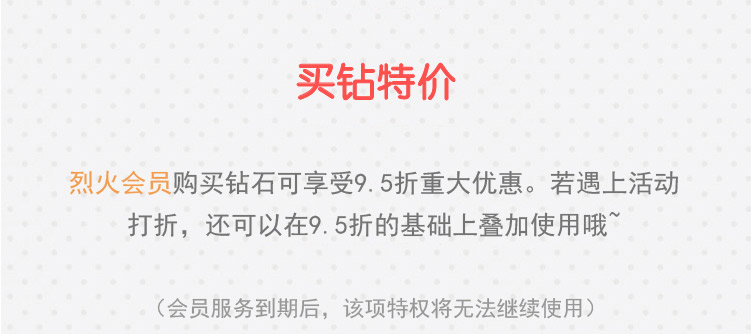 买钻特价
烈火会员购买钻石可享受9.5折重大优惠。若遇上活动
打折，还可以在9.5折的基础上叠加使用哦~
（会员服务到期后，该项特权将无法继续使用）